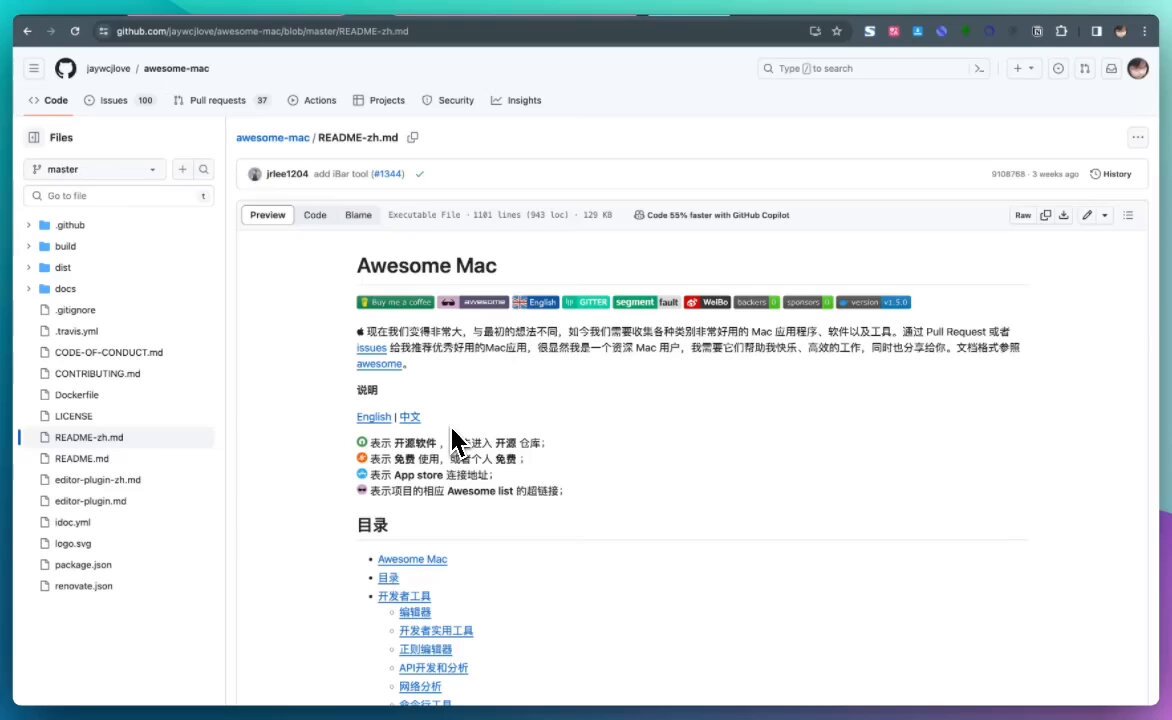 github.com/jaywcjlove/awesome-mac/blob/master/README-zh.md
jaywcjlove / awesome-mac
Type / to search
Code
Issues 100
Pull requests 37
Actions
Projects
Security
Insights
Files
master
Go to file
t
.github
build
dist
docs
.gitignore
.travis.yml
CODE-OF-CONDUCT.md
CONTRIBUTING.md
Dockerfile
LICENSE
README-zh.md
README.md
editor-plugin-zh.md
editor-plugin.md
idoc.yml
logo.svg
package.json
renovate.json
awesome-mac / README-zh.md
jrlee1204 add iBar tool (#1344)
9108768 · 3 weeks ago
History
Preview
Code
Blame
Executable File · 1101 lines (943 loc) · 129 KB
Code 55% faster with GitHub Copilot
Raw
Awesome Mac
Buy me a coffee awesome English GITTER segment fault WeiBo backers 0 sponsors 0 version v1.5.0
现在我们变得非常大，与最初的想法不同，如今我们需要收集各种类别非常好用的 Mac 应用程序、软件以及工具。通过 Pull Request 或者
issues 给我推荐优秀好用的Mac应用，很显然我是一个资深 Mac 用户，我需要它们帮助我快乐、高效的工作，同时也分享给你。文档格式参照
awesome。
说明
English | 中文
表示 开源软件 ，进入 开源 仓库；
表示 免费 使用，或者个人 免费 ；
表示 App store 连接地址；
表示项目的相应 Awesome list 的超链接；
目录
Awesome Mac
目录
开发者工具
编辑器
开发者实用工具
正则编辑器
API开发和分析
网络分析
命令行工具